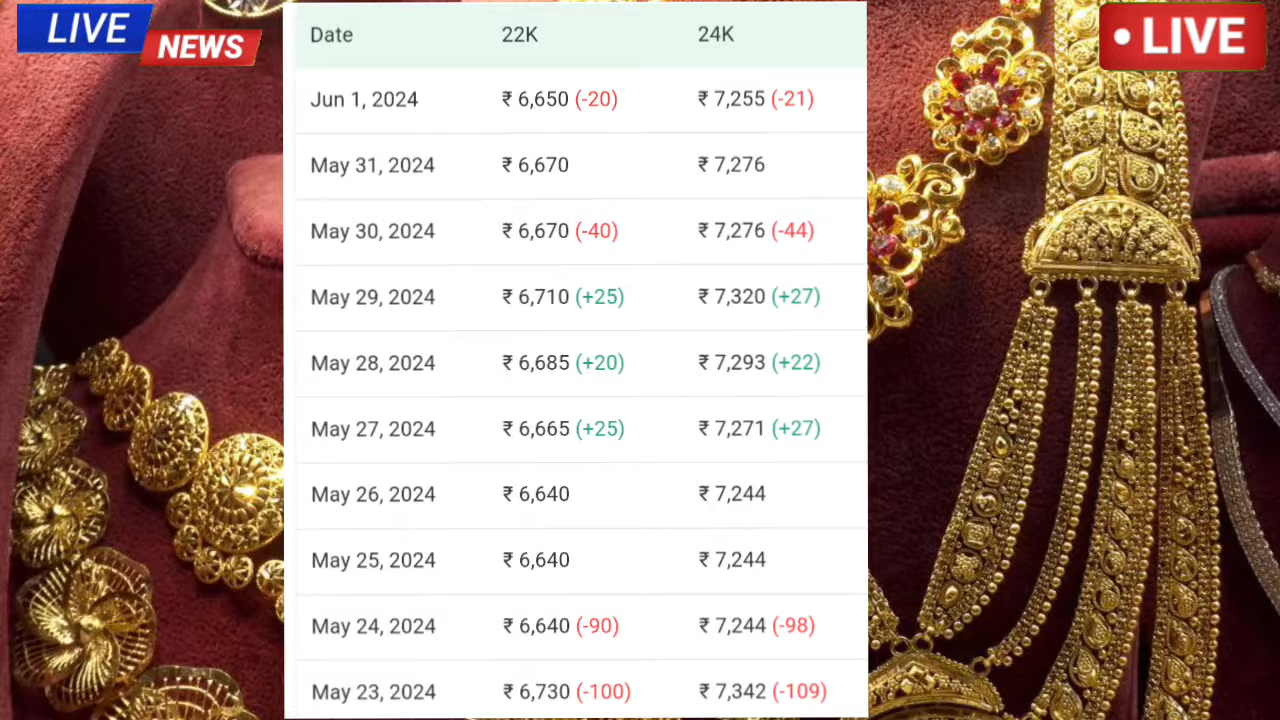 LIVE
NEWS
LIVE
Date 22K 24K
Jun 1, 2024 ₹ 6,650 (-20) ₹ 7,255 (-21)
May 31, 2024 ₹ 6,670 ₹ 7,276
May 30, 2024 ₹ 6,670 (-40) ₹ 7,276 (-44)
May 29, 2024 ₹ 6,710 (+25) ₹ 7,320 (+27)
May 28, 2024 ₹ 6,685 (+20) ₹ 7,293 (+22)
May 27, 2024 ₹ 6,665 (+25) ₹ 7,271 (+27)
May 26, 2024 ₹ 6,640 ₹ 7,244
May 25, 2024 ₹ 6,640 ₹ 7,244
May 24, 2024 ₹ 6,640 (-90) ₹ 7,244 (-98)
May 23, 2024 ₹ 6,730 (-100) ₹ 7,342 (-109)